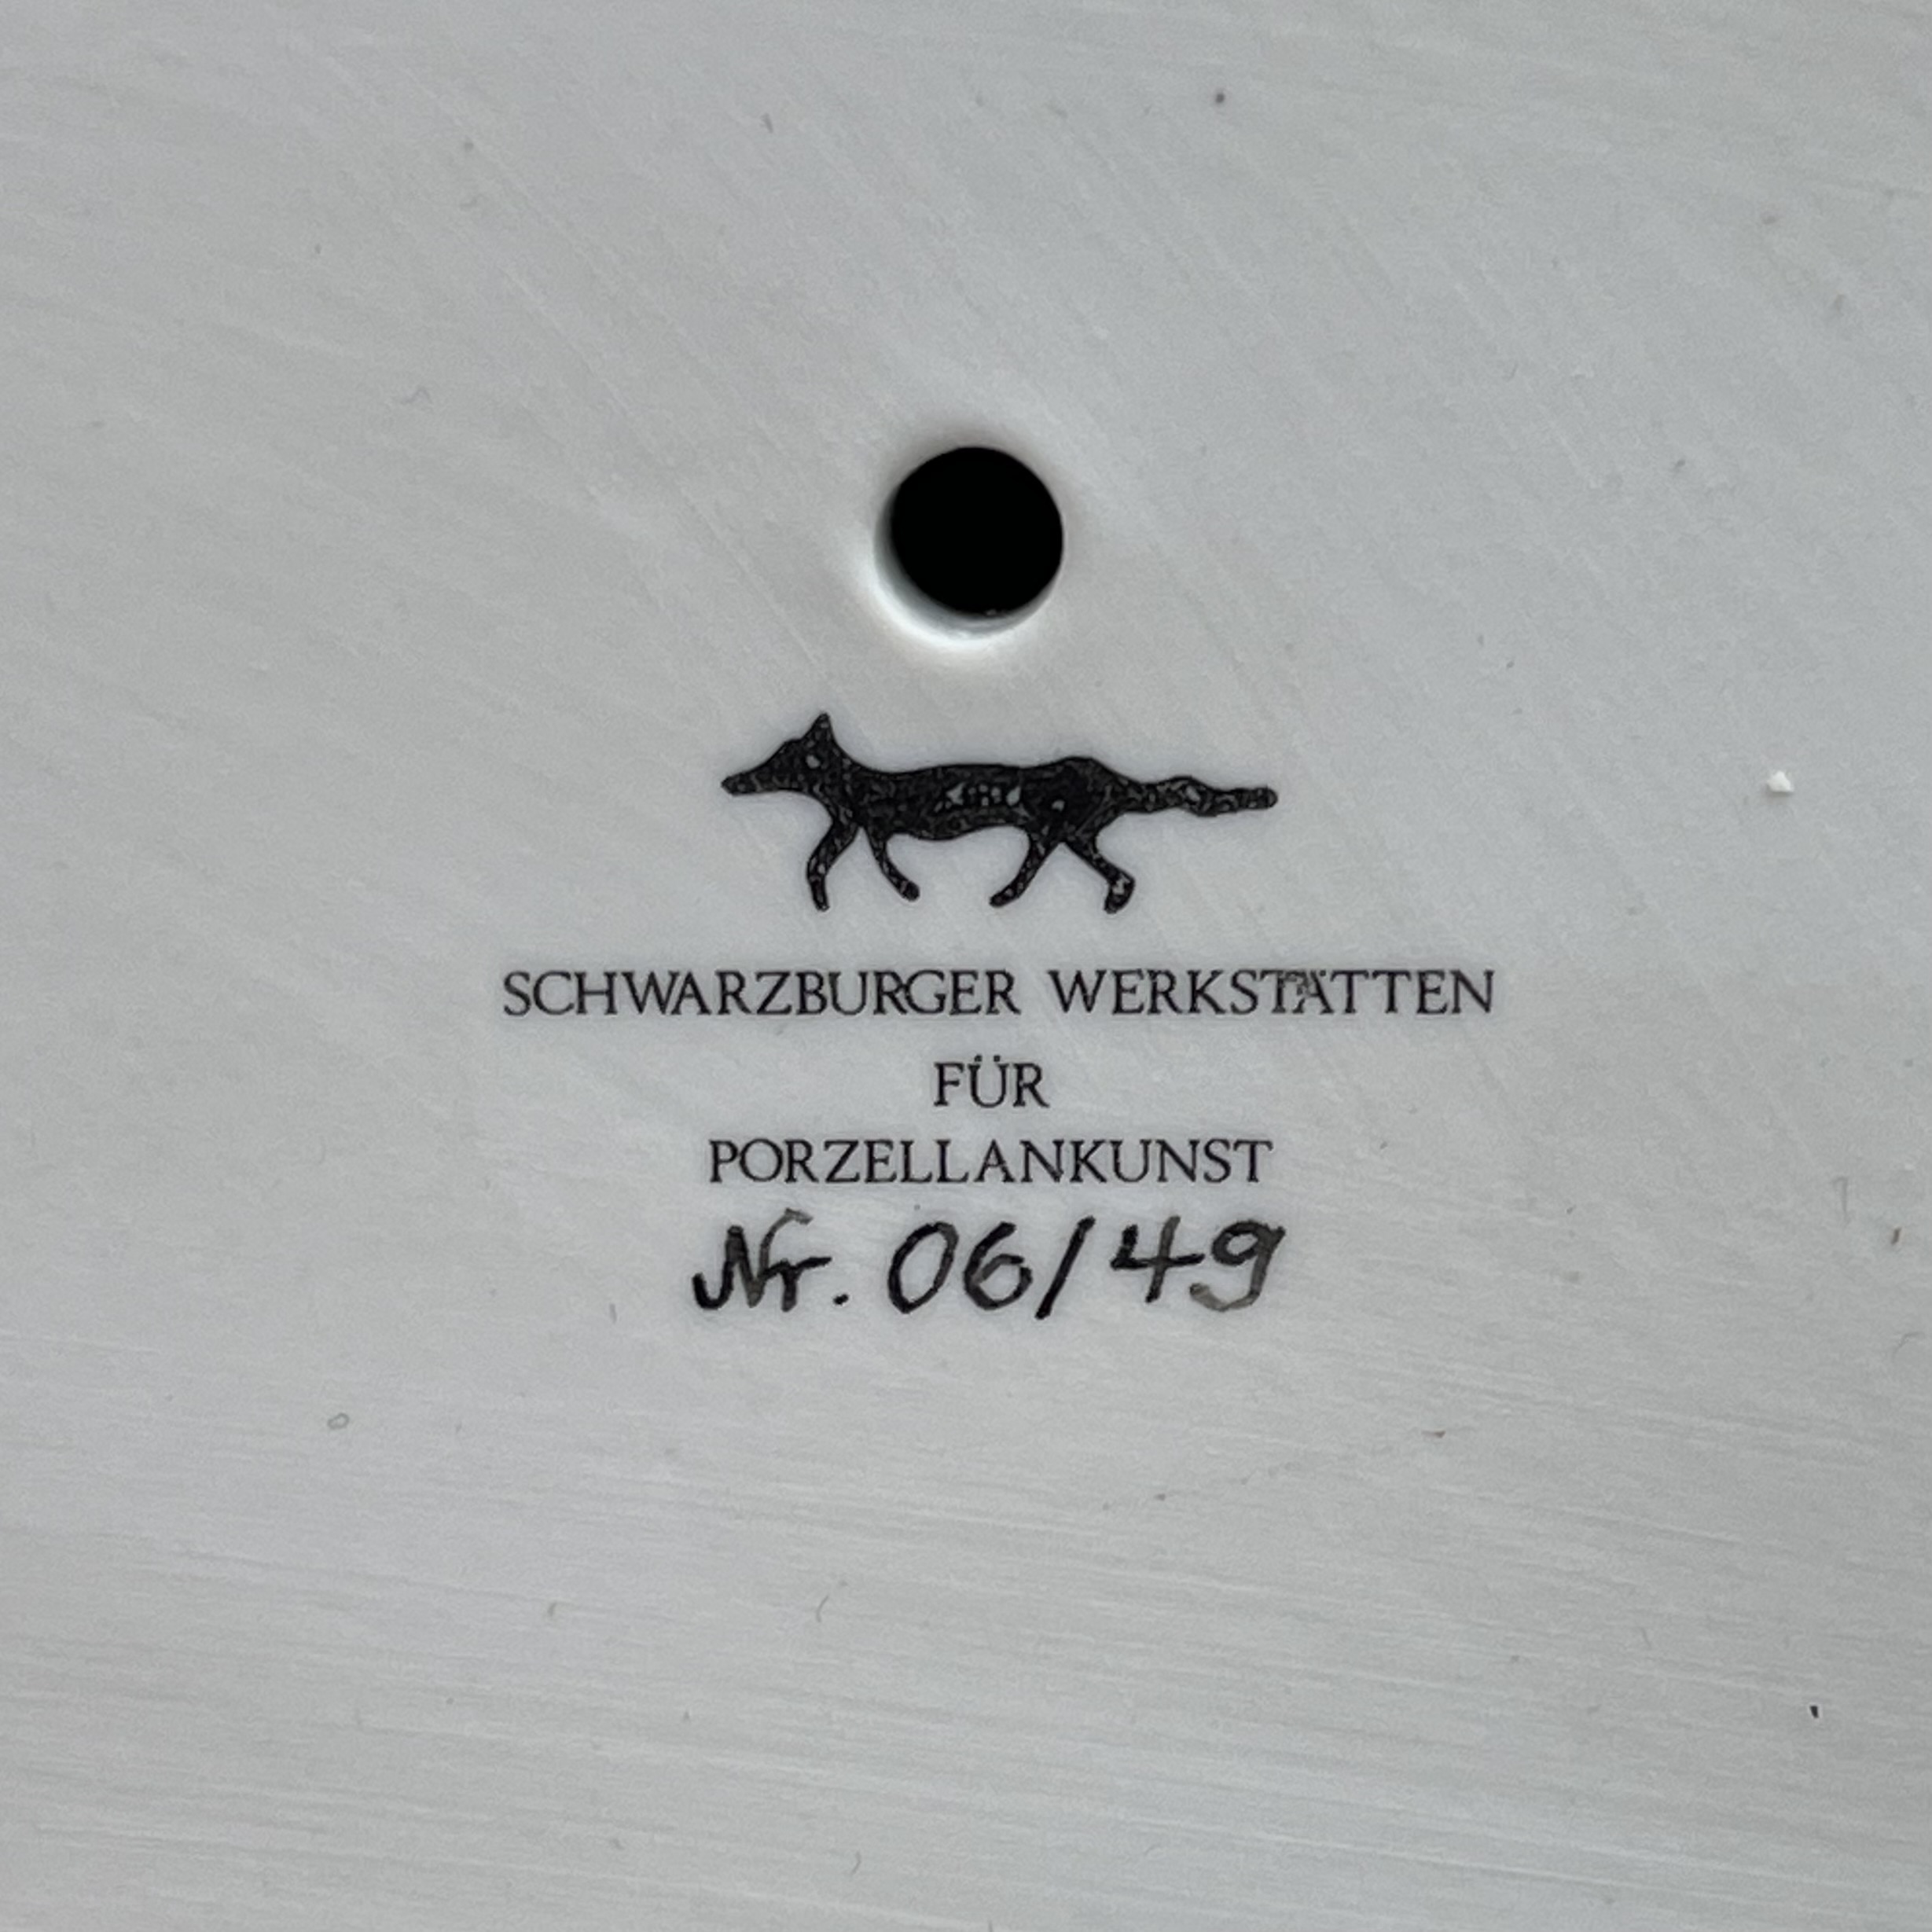 SCHWARZBURGER WERKSTÄTTEN
FÜR
PORZELLANKUNST
Nr. 06/49